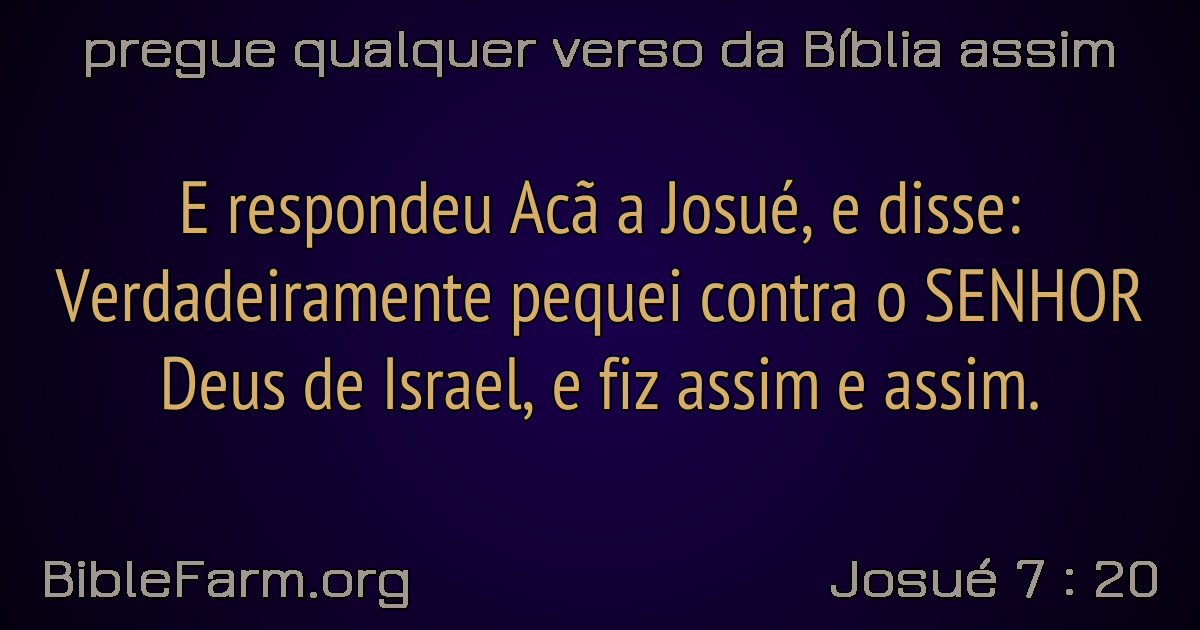 pregue qualquer verso da Bíblia assim
E respondeu Acã a Josué, e disse:
Verdadeiramente pequei contra o SENHOR
Deus de Israel, e fiz assim e assim.
BibleFarm.org
Josué 7 : 20